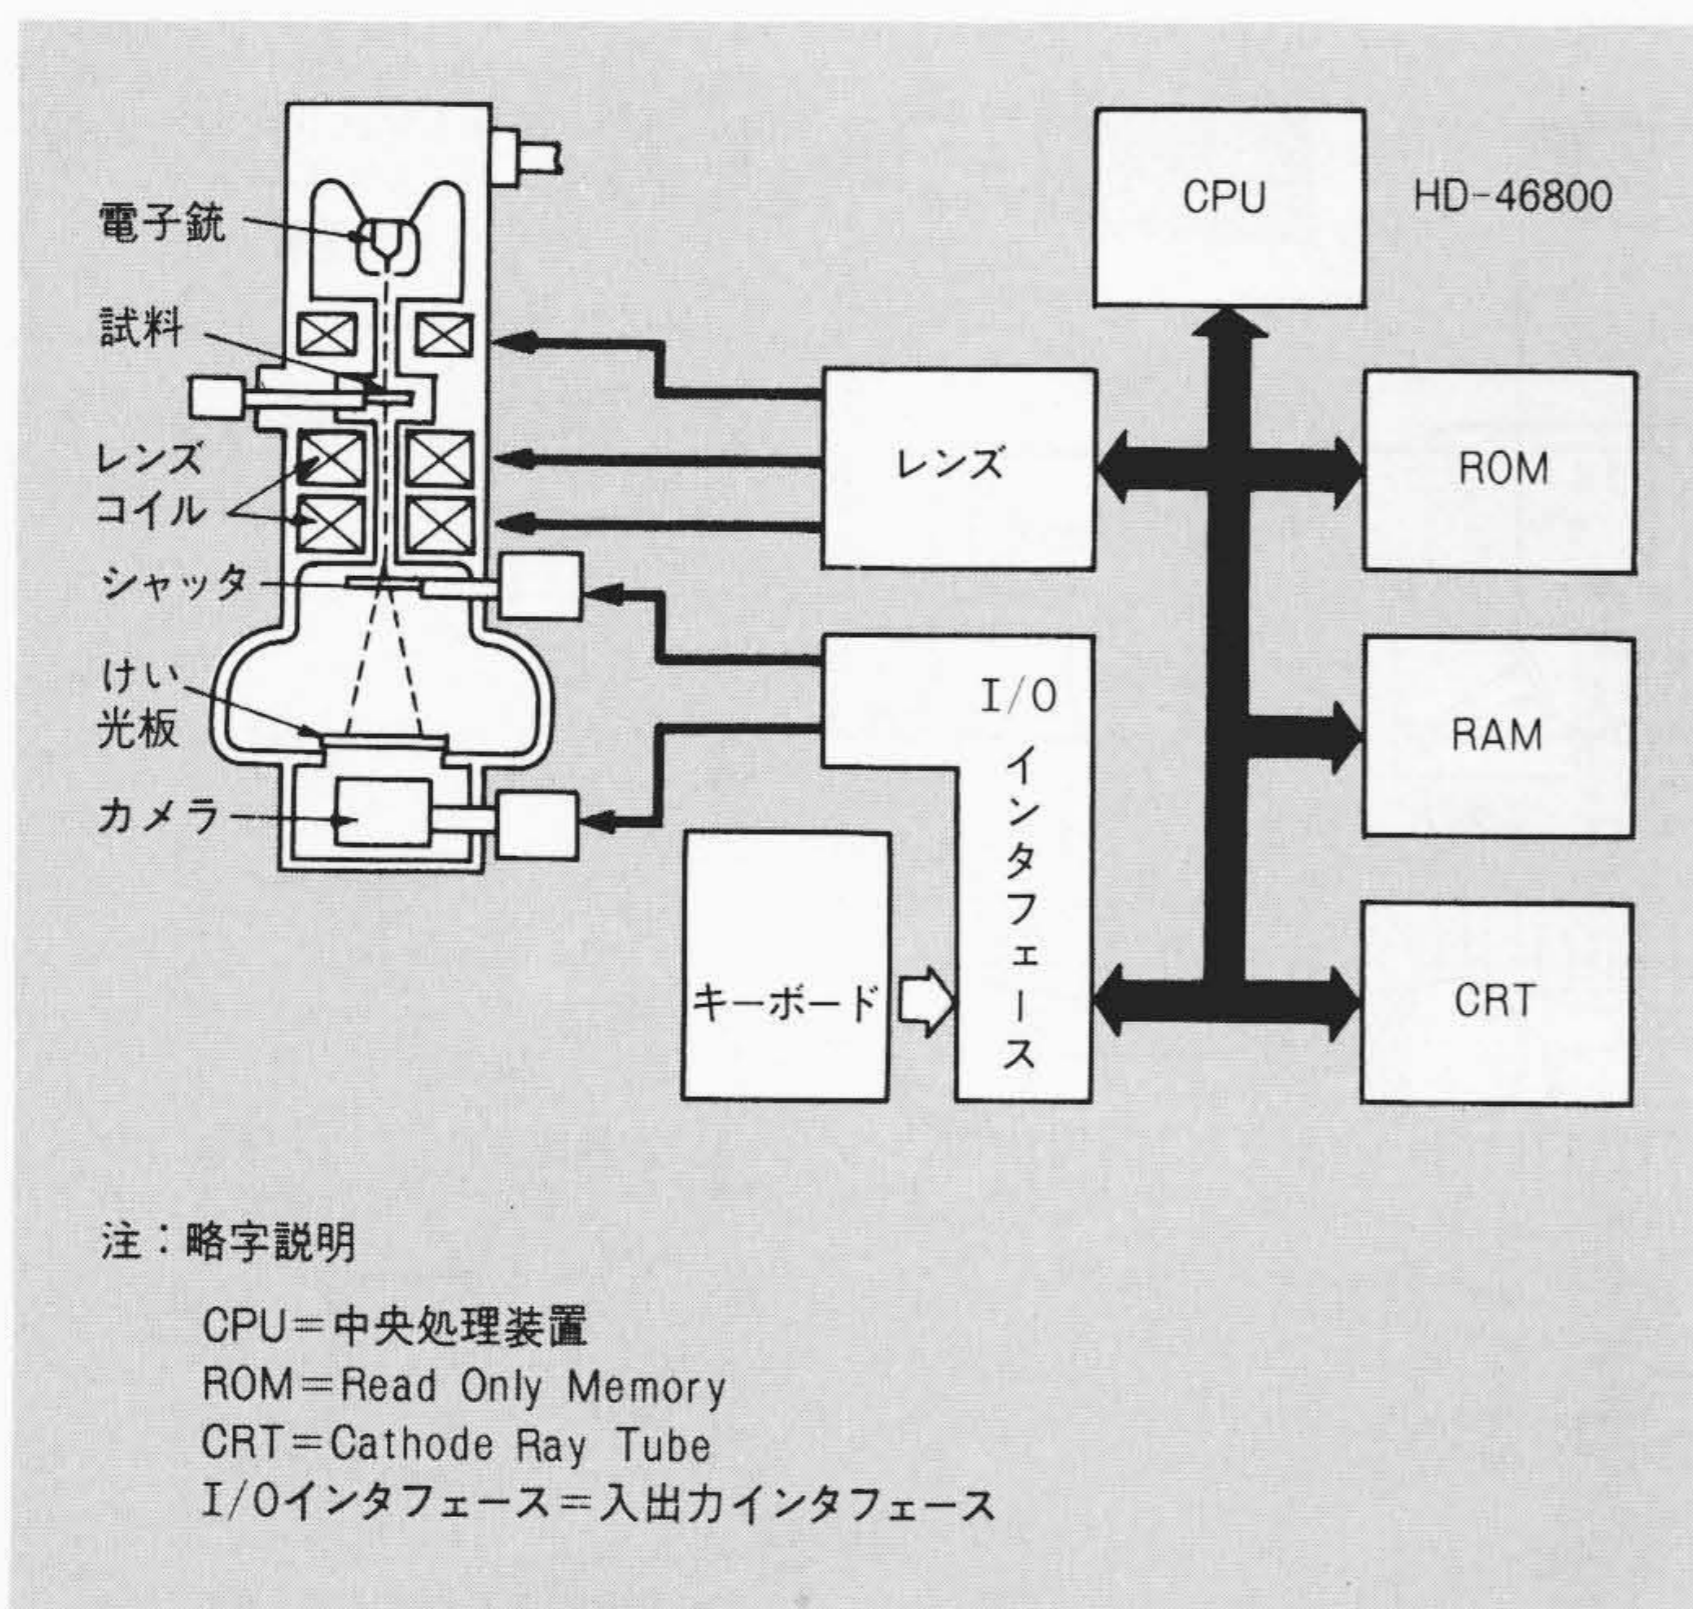 電子銃
試料
レンズ
コイル
シャッタ
けい
光板
カメラ
CPU
HD-46800
レンズ
ROM
I/O
インタフェース
RAM
キーボード
CRT
注：略字説明
CPU＝中央処理装置
ROM＝Read Only Memory
CRT＝Cathode Ray Tube
I/Oインタフェース＝入出力インタフェース